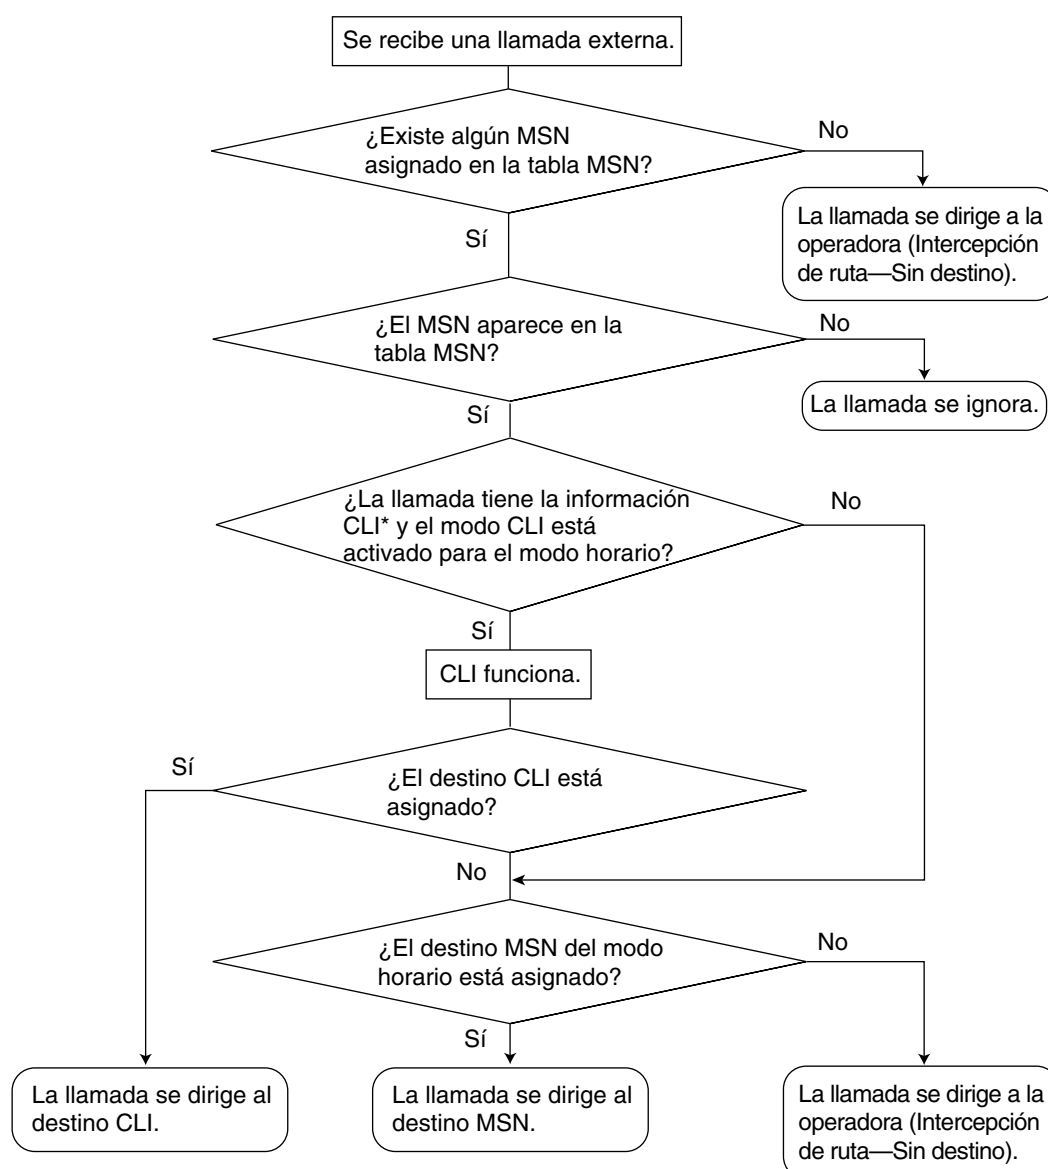 Se recibe una llamada externa.
¿Existe algún MSN
asignado en la tabla MSN?
No
La llamada se dirige a la
operadora (Intercepción
de ruta—Sin destino).
Sí
¿El MSN aparece en la
tabla MSN?
No
La llamada se ignora.
Sí
¿La llamada tiene la información
CLI* y el modo CLI está
activado para el modo horario?
No
Sí
CLI funciona.
Sí
¿El destino CLI está
asignado?
No
¿El destino MSN del modo
horario está asignado?
No
Sí
La llamada se dirige al
destino CLI.
La llamada se dirige al
destino MSN.
La llamada se dirige a la
operadora (Intercepción
de ruta—Sin destino).